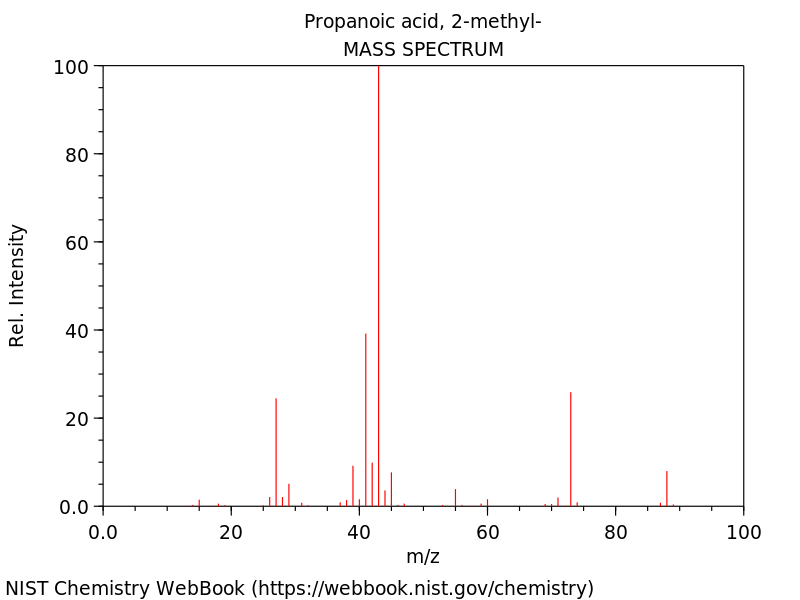 Propanoic acid, 2-methyl-
MASS SPECTRUM
100
80
60
40
20
0.0
Rel. Intensity
0.0 20 40 60 80 100
m/z
NIST Chemistry WebBook (https://webbook.nist.gov/chemistry)